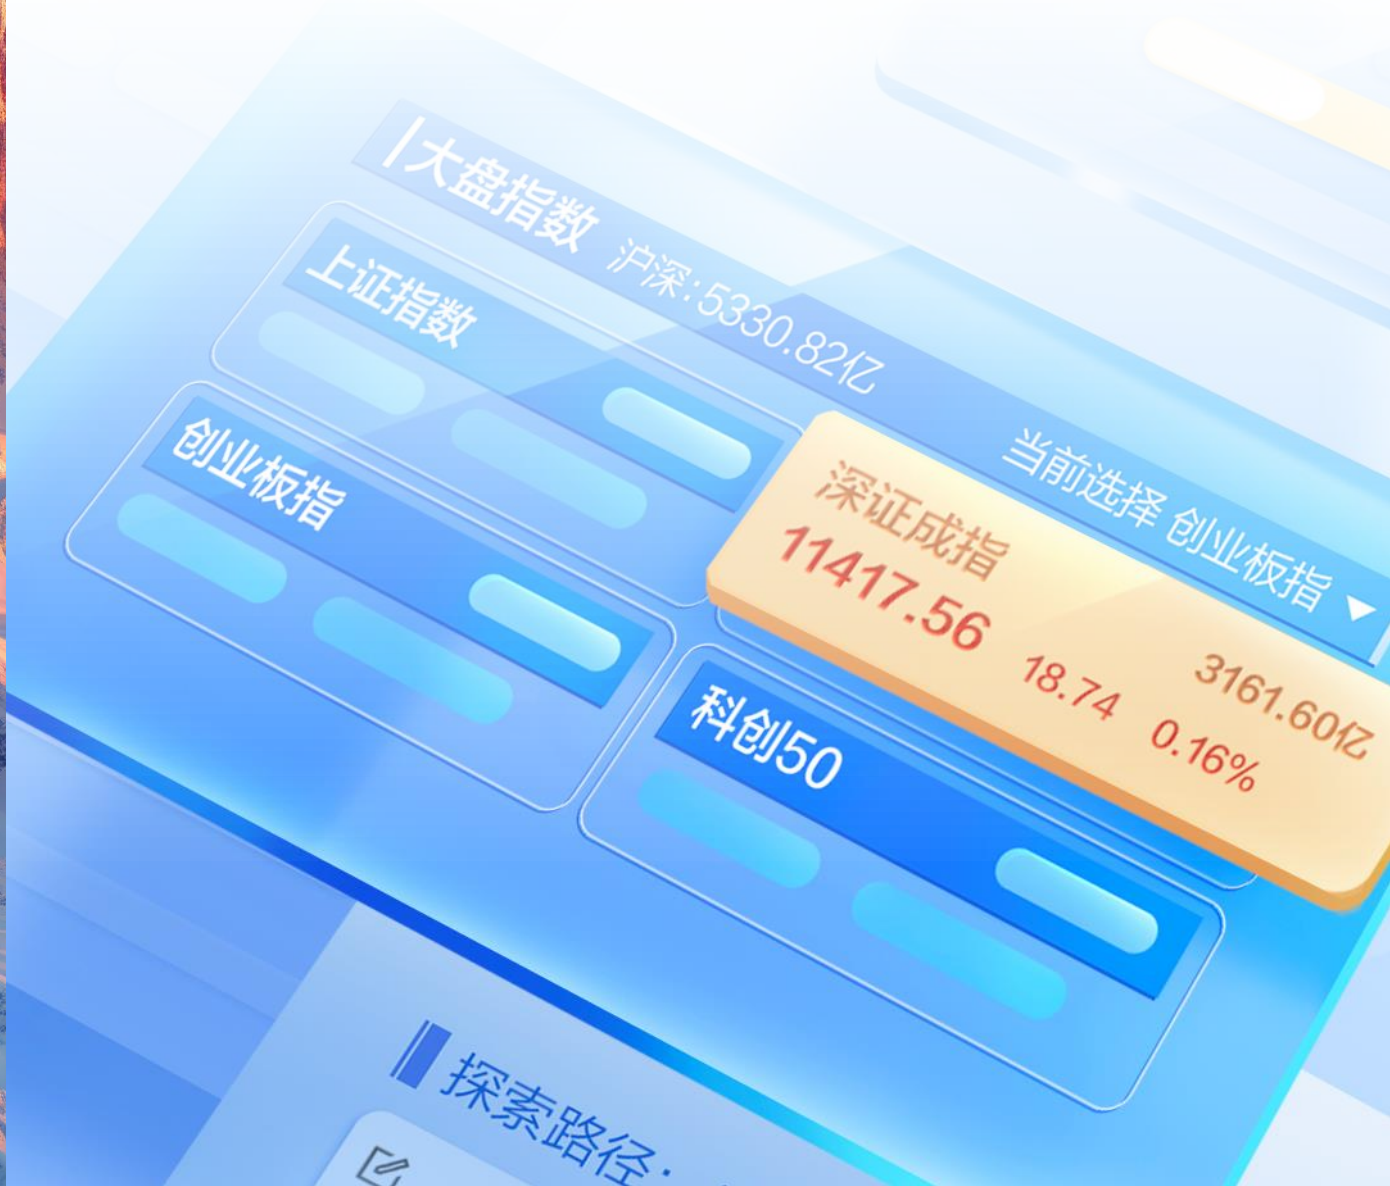 大盘指数 沪深:5330.82亿
当前选择 创业板指
上证指数
深证成指
11417.56
18.74 0.16%
3161.60亿
创业板指
科创50
探索路径·